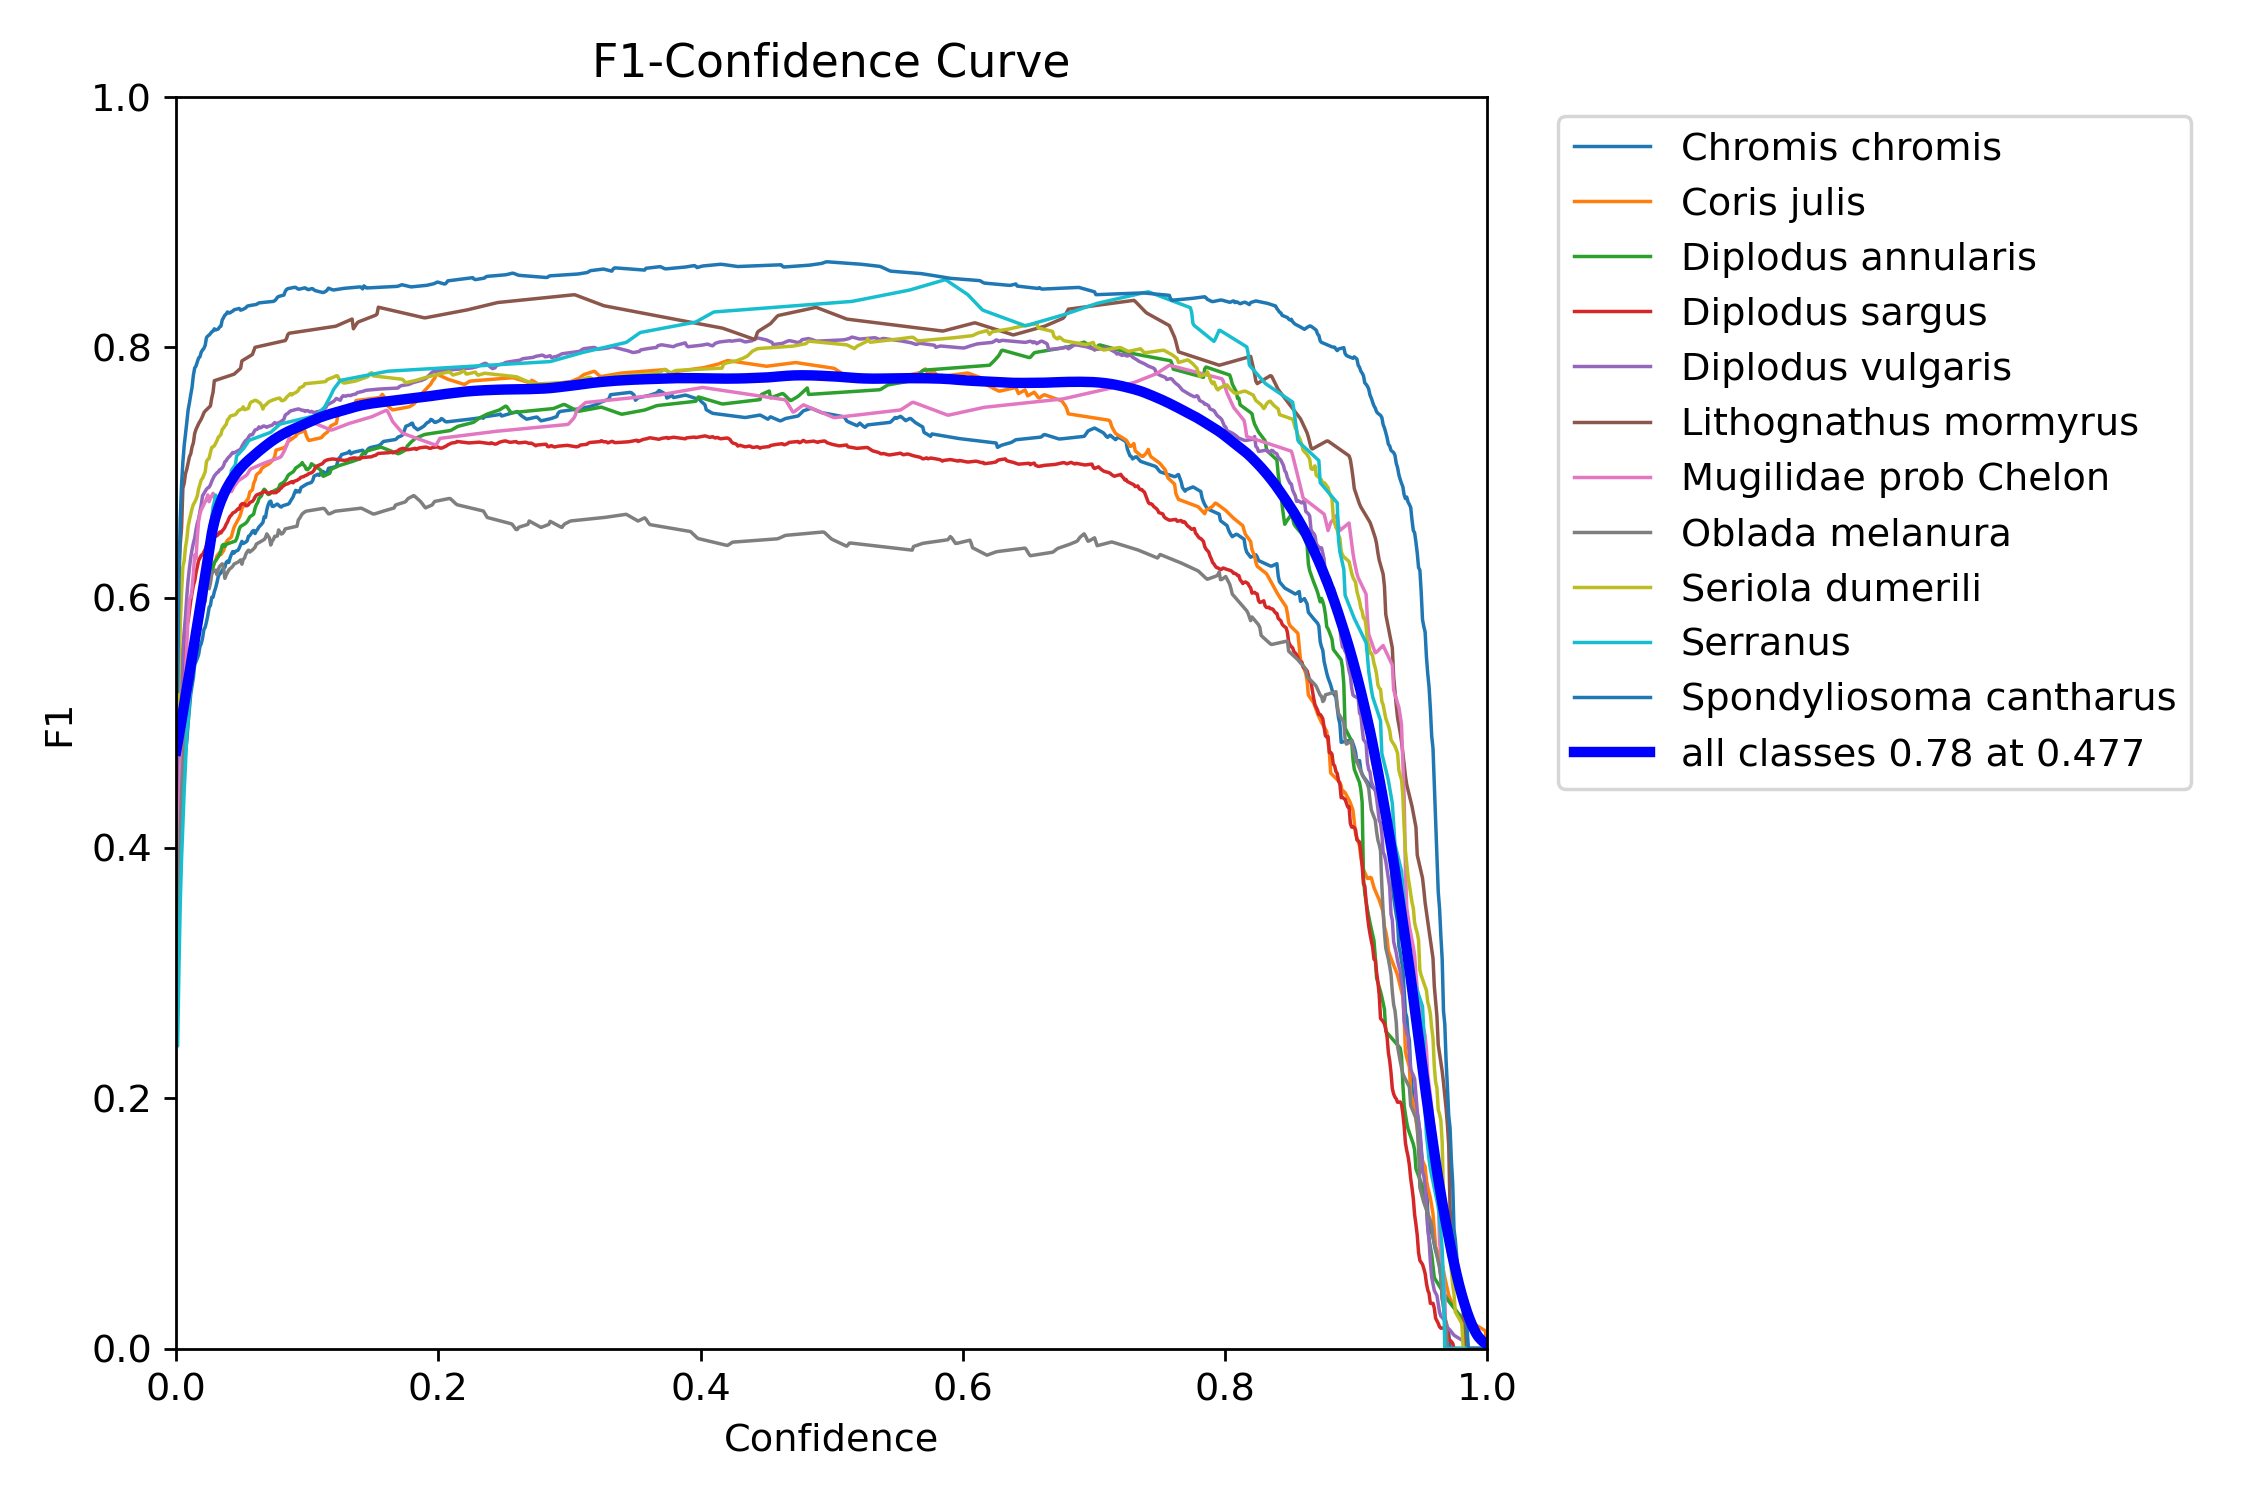 F1-Confidence Curve
1.0
0.8
0.6
0.4
0.2
0.0
F1
0.0 0.2 0.4 0.6 0.8 1.0
Confidence
Chromis chromis
Coris julis
Diplodus annularis
Diplodus sargus
Diplodus vulgaris
Lithognathus mormyrus
Mugilidae prob Chelon
Oblada melanura
Seriola dumerili
Serranus
Spondyliosoma cantharus
all classes 0.78 at 0.477